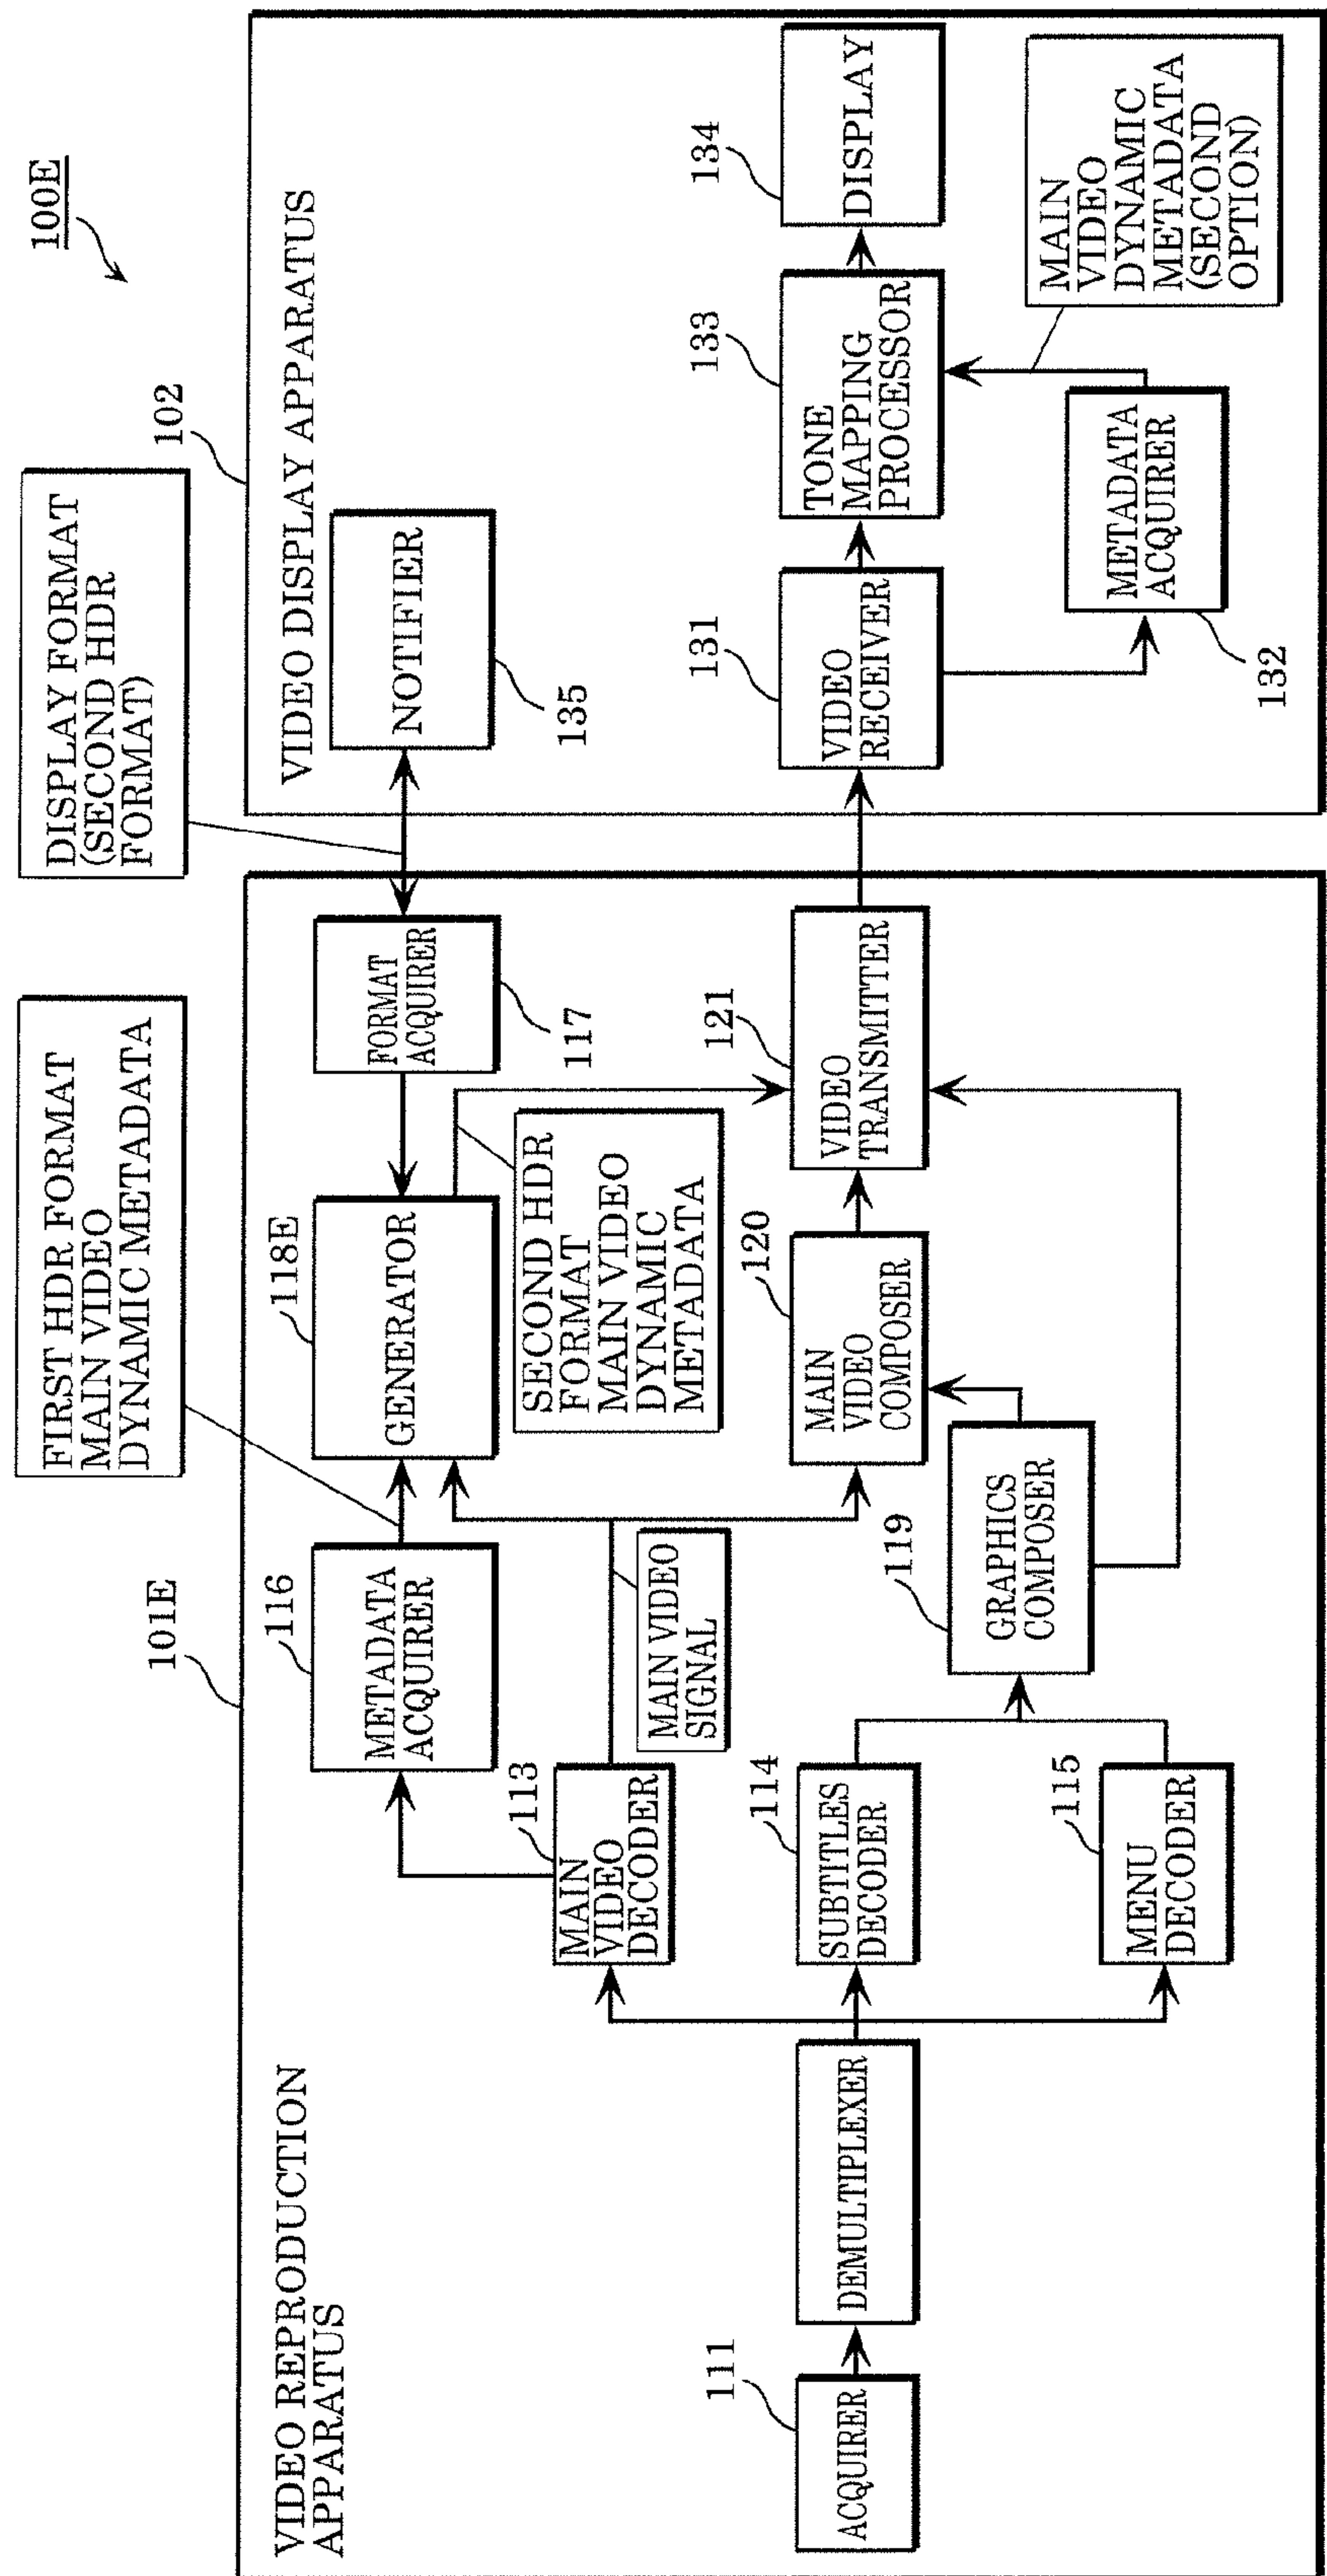 100E
FIRST HDR FORMAT
MAIN VIDEO
DYNAMIC METADATA
DISPLAY FORMAT
(SECOND HDR
FORMAT)
101E
102
VIDEO REPRODUCTION
APPARATUS
VIDEO DISPLAY APPARATUS
116
METADATA
ACQUIRER
118E
GENERATOR
FORMAT
ACQUIRER
117
NOTIFIER
135
113
MAIN
VIDEO
DECODER
MAIN VIDEO
SIGNAL
SECOND HDR
FORMAT
MAIN VIDEO
DYNAMIC
METADATA
111
ACQUIRER
DEMULTIPLEXER
114
SUBTITLES
DECODER
120
MAIN
VIDEO
COMPOSER
121
VIDEO
TRANSMITTER
131
VIDEO
RECEIVER
133
TONE
MAPPING
PROCESSOR
134
DISPLAY
119
GRAPHICS
COMPOSER
115
MENU
DECODER
METADATA
ACQUIRER
132
MAIN
VIDEO
DYNAMIC
METADATA
(SECOND
OPTION)